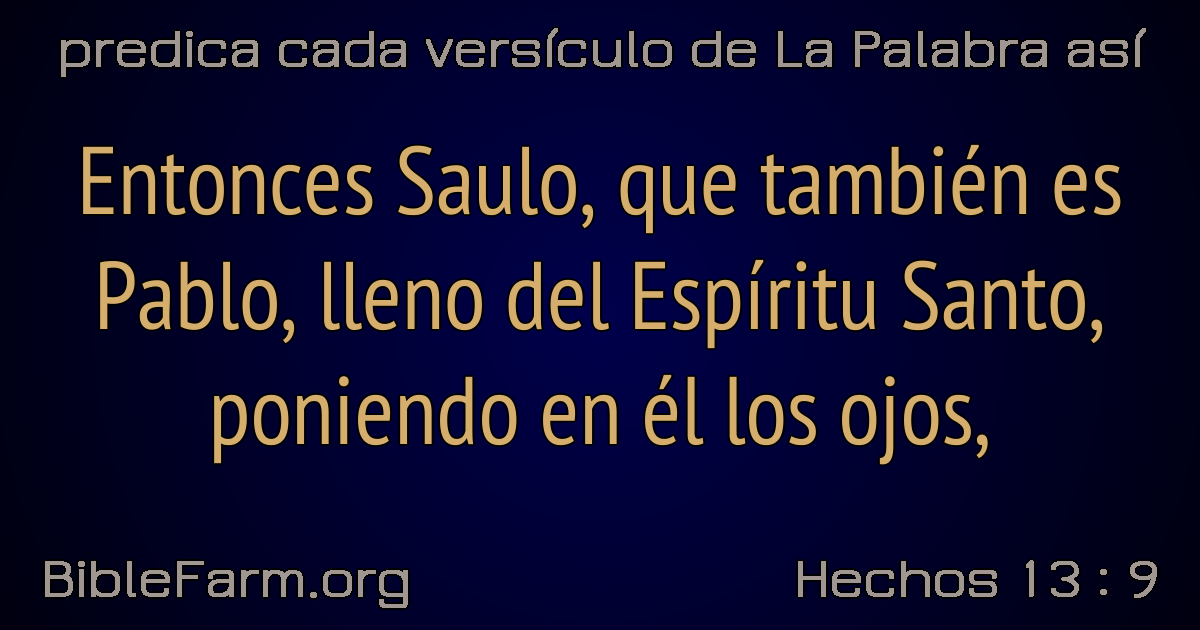 predica cada versículo de La Palabra así
Entonces Saulo, que también es
Pablo, lleno del Espíritu Santo,
poniendo en él los ojos,
BibleFarm.org
Hechos 13 : 9